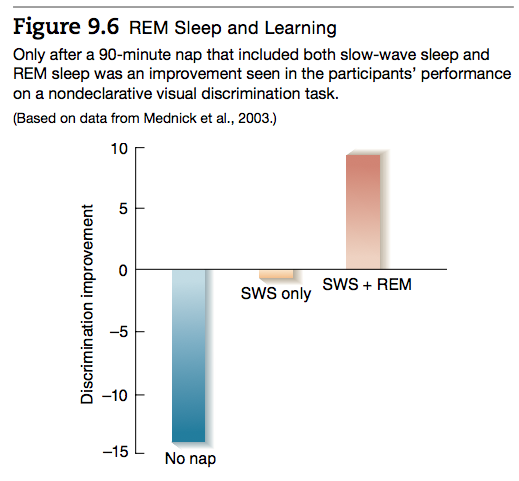 Figure 9.6 REM Sleep and Learning
Only after a 90-minute nap that included both slow-wave sleep and
REM sleep was an improvement seen in the participants’ performance
on a nondeclarative visual discrimination task.
(Based on data from Mednick et al., 2003.)
10
5
0
−5
−10
−15
Discrimination improvement
No nap
SWS only
SWS + REM